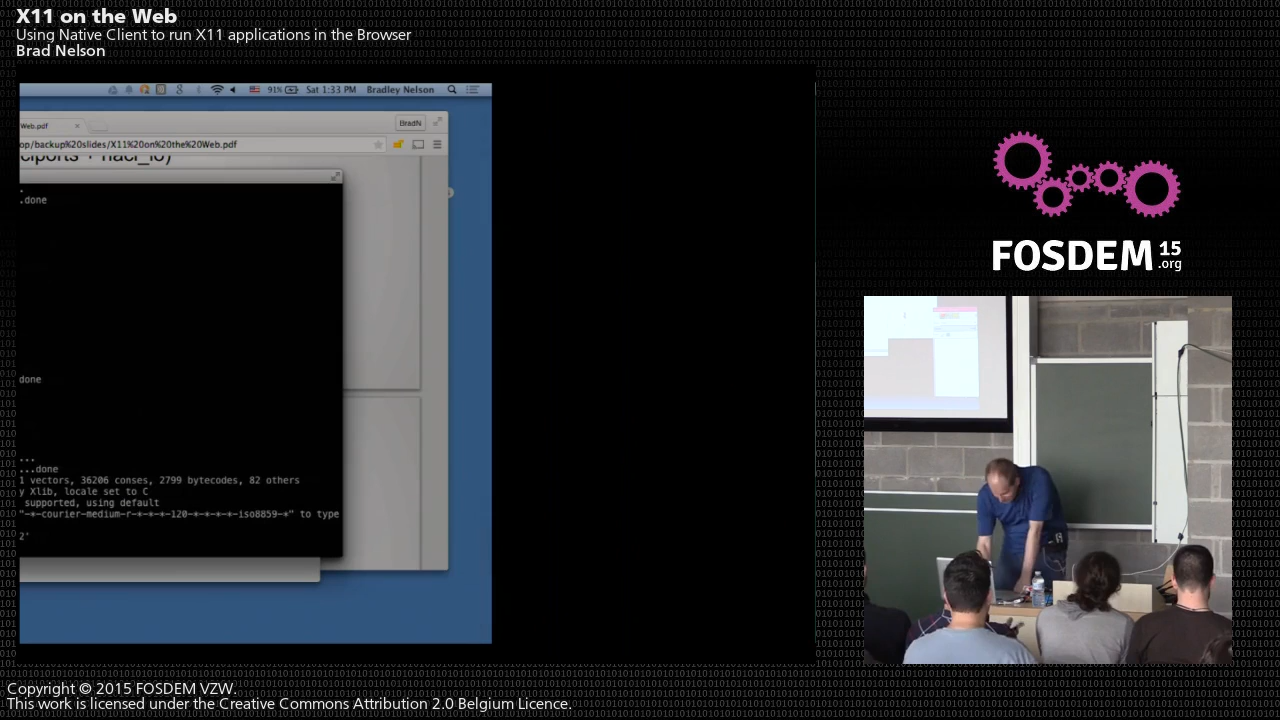 X11 on the Web
Using Native Client to run X11 applications in the Browser
Brad Nelson
91% Sat 1:33 PM Bradley Nelson
Web.pdf
BradN
op/backup%20slides/X11%20on%20the%20Web.pdf
ciports + nacl_io)
.done
done
...
...done
1 vectors, 36206 conses, 2799 bytecodes, 82 others
y Xlib, locale set to C
supported, using default
"-*-courier-medium-r-*-*-*-120-*-*-*-*-iso8859-*" to type
2'
FOSDEM 15
.org
Copyright © 2015 FOSDEM VZW.
This work is licensed under the Creative Commons Attribution 2.0 Belgium Licence.